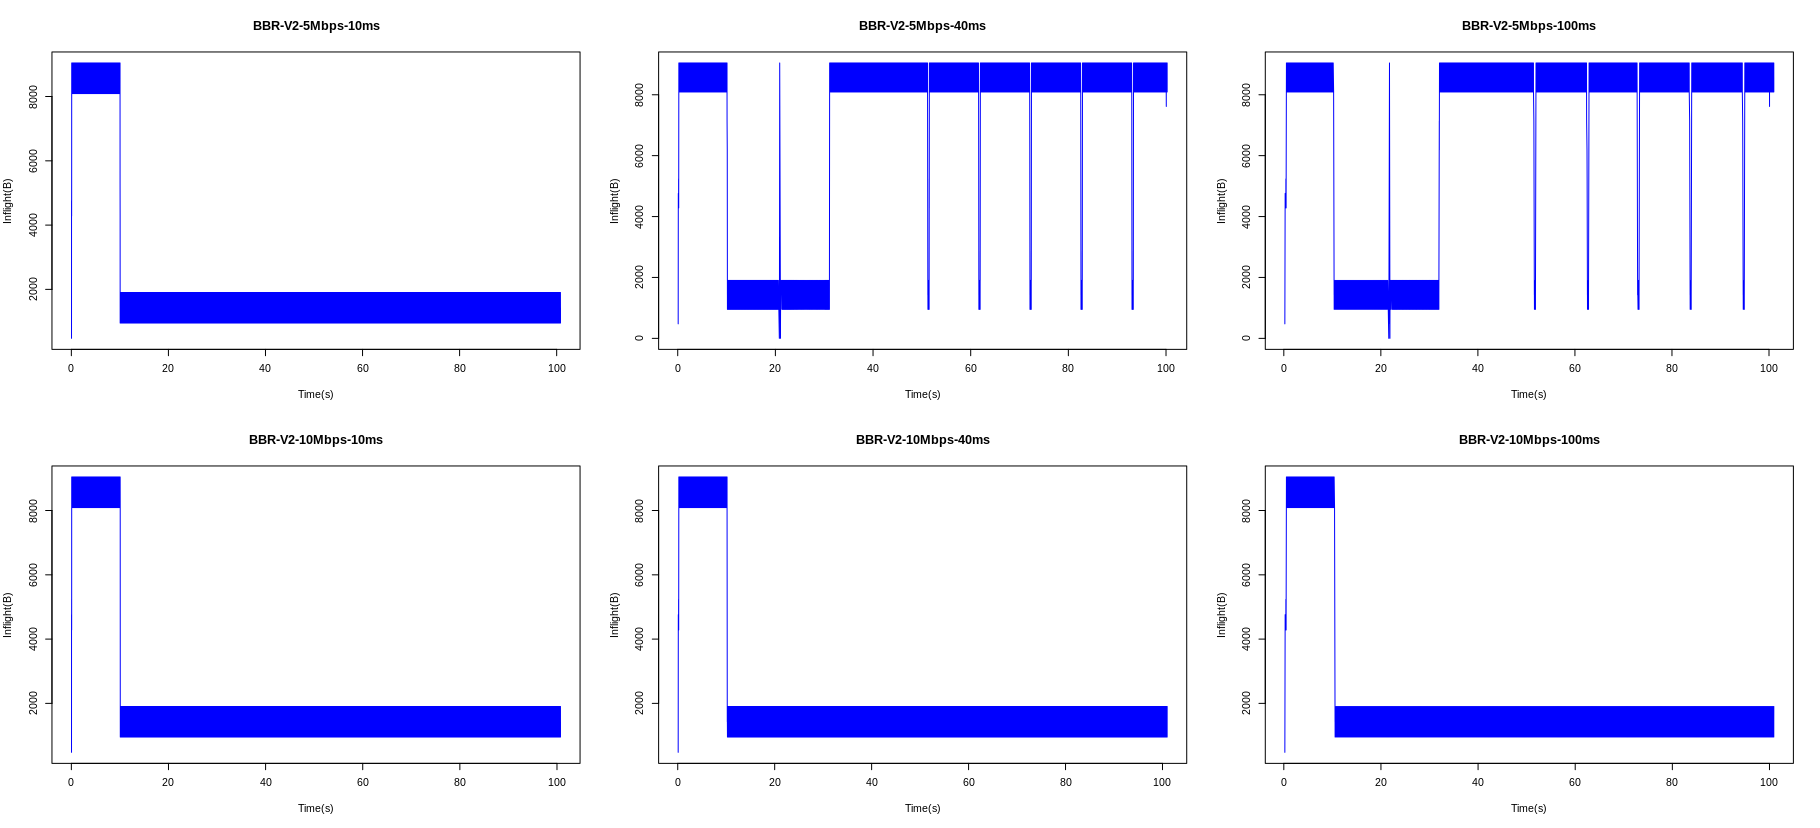 BBR-V2-5Mbps-10ms
Inflight(B)
8000
6000
4000
2000
0 20 40 60 80 100
Time(s)
BBR-V2-5Mbps-40ms
Inflight(B)
8000
6000
4000
2000
0
0 20 40 60 80 100
Time(s)
BBR-V2-5Mbps-100ms
Inflight(B)
8000
6000
4000
2000
0
0 20 40 60 80 100
Time(s)
BBR-V2-10Mbps-10ms
Inflight(B)
8000
6000
4000
2000
0 20 40 60 80 100
Time(s)
BBR-V2-10Mbps-40ms
Inflight(B)
8000
6000
4000
2000
0 20 40 60 80 100
Time(s)
BBR-V2-10Mbps-100ms
Inflight(B)
8000
6000
4000
2000
0 20 40 60 80 100
Time(s)